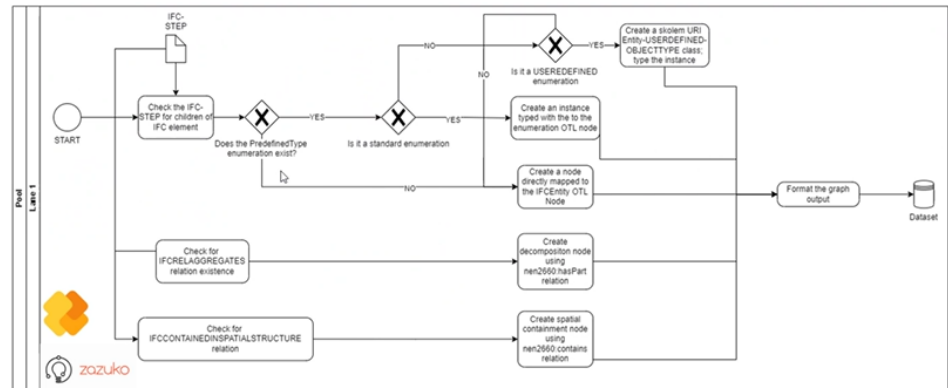 IFC-
STEP
Pool
Lane 1
START
Check the IFC-
STEP for children of
IFC element
Does the PredefinedType
enumeration exist?
YES
NO
Is it a standard enumeration
NO
YES
NO
Is it a USEREDEFINED
enumeration
YES
Create a skolem URI
Entity-USERDEFINED-
OBJECTTYPE class;
type the instance
Create an instance
typed with the to the
enumeration OTL node
Create a node
directly mapped to
the IFCEntity OTL
Node
Format the graph
output
Dataset
Check for
IFCRELAGGREGATES
relation existence
Create
decompositon node
using
nen2660:hasPart
relation
Check for
IFCCONTAINEDINSPATIALSTRUCTURE
relation
Create spatial
containment node
using
nen2660:contains
relation
zazuko